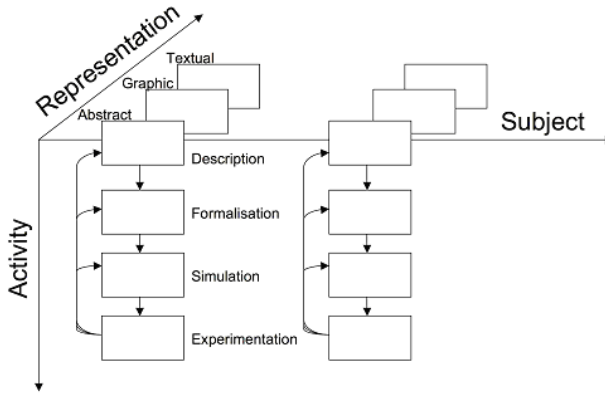 Representation
Textual
Graphic
Abstract
Subject
Description
Formalisation
Simulation
Experimentation
Activity